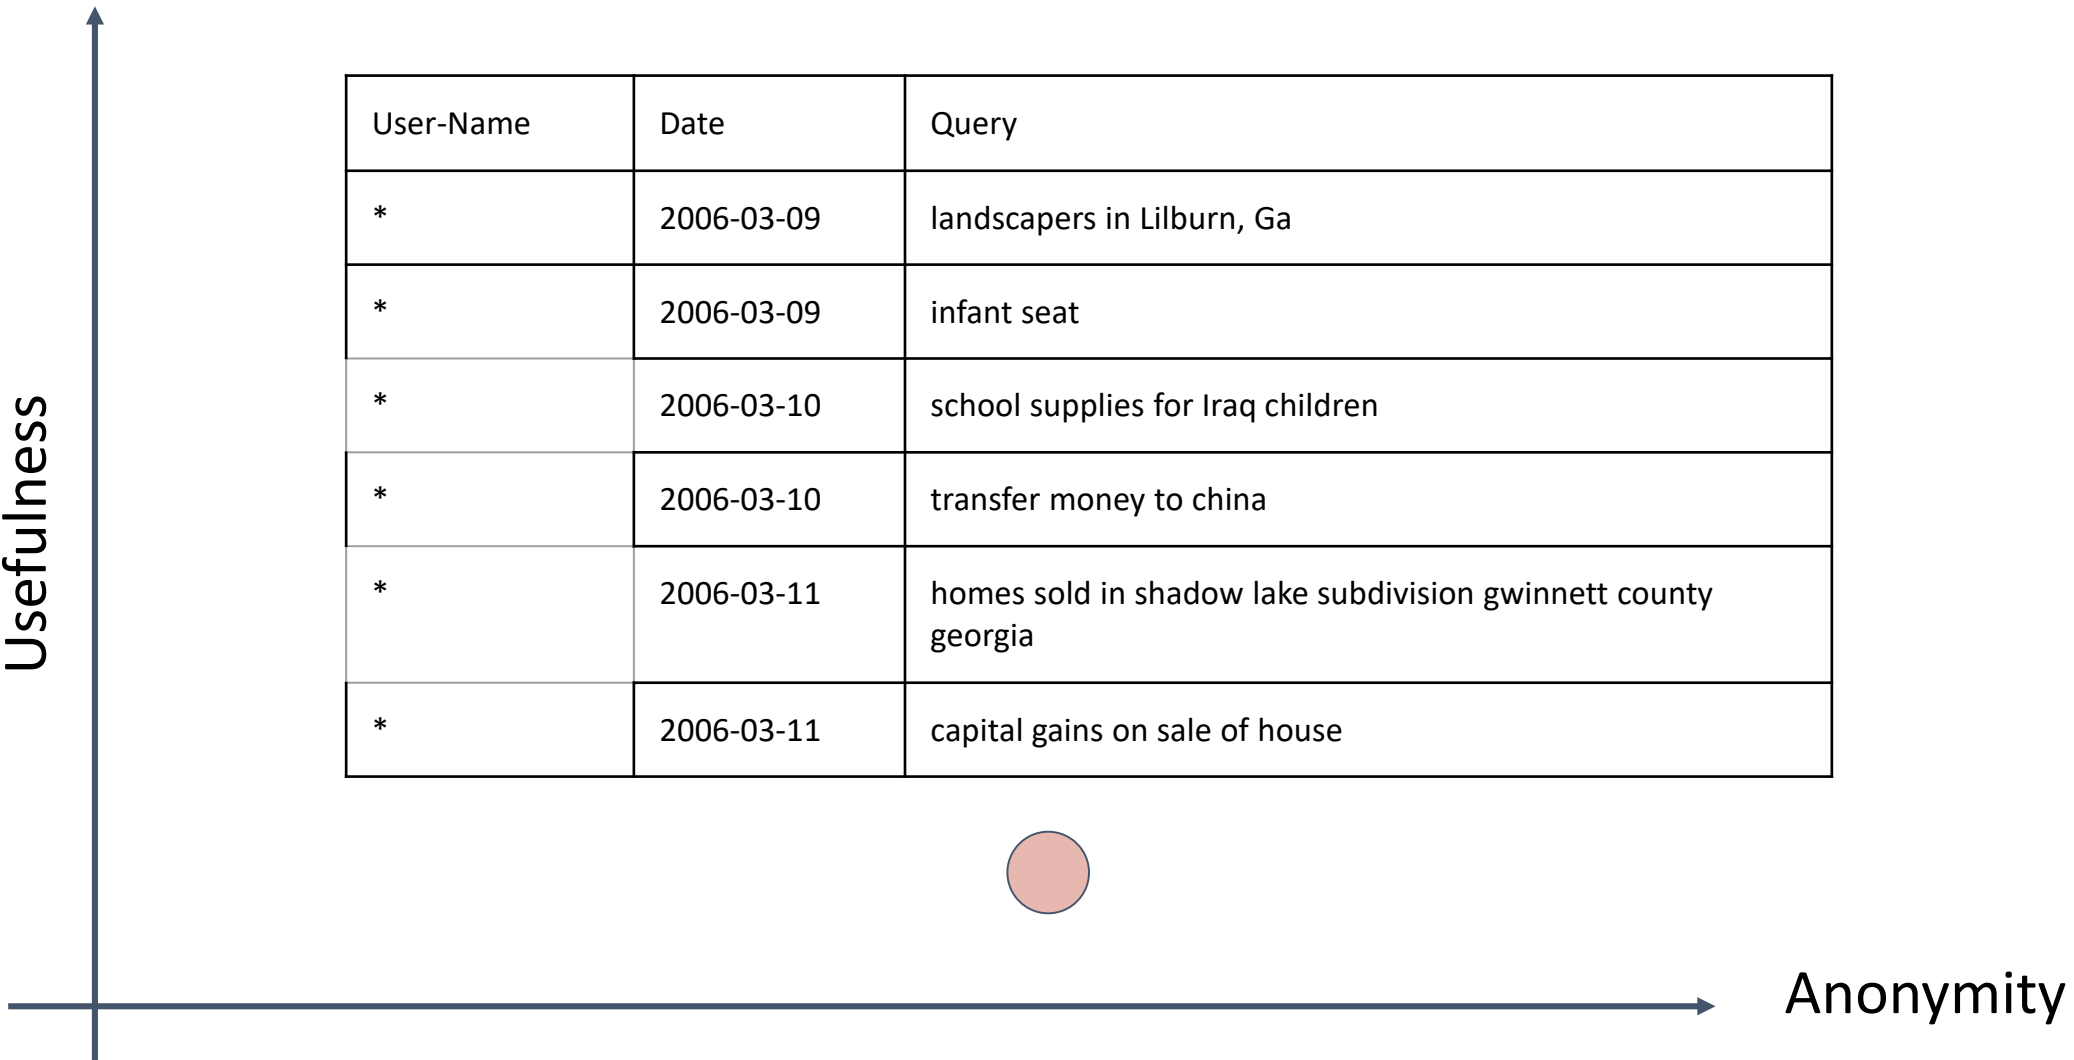 User-Name Date Query
* 2006-03-09 landscapers in Lilburn, Ga
* 2006-03-09 infant seat
* 2006-03-10 school supplies for Iraq children
* 2006-03-10 transfer money to china
* 2006-03-11 homes sold in shadow lake subdivision gwinnett county
georgia
* 2006-03-11 capital gains on sale of house
Usefulness
Anonymity